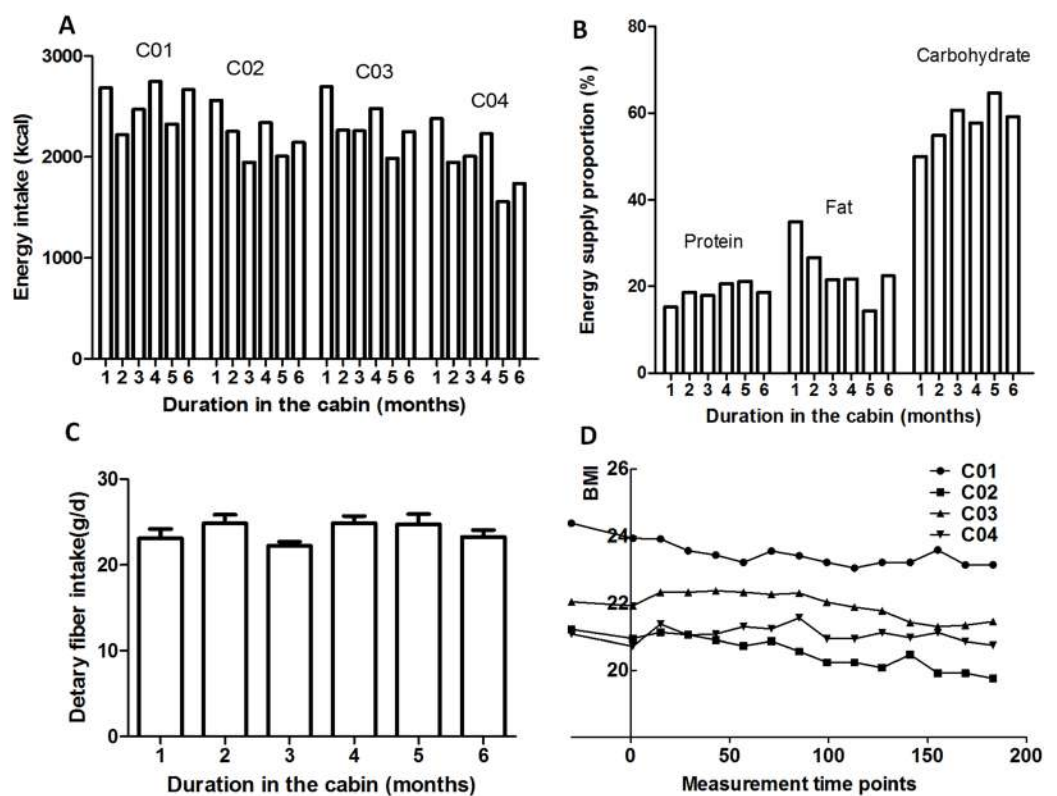 A
C01
C02
C03
C04
3000
2000
1000
0
Energy intake (kcal)
1 2 3 4 5 6 1 2 3 4 5 6 1 2 3 4 5 6 1 2 3 4 5 6
Duration in the cabin (months)
B
80
60
40
20
0
Energy supply proportion (%)
Protein
Fat
Carbohydrate
1 2 3 4 5 6 1 2 3 4 5 6 1 2 3 4 5 6
Duration in the cabin (months)
C
30
20
10
0
Detary fiber intake(g/d)
1 2 3 4 5 6
Duration in the cabin (months)
D
26
24
22
20
BMI
C01
C02
C03
C04
0 50 100 150 200
Measurement time points